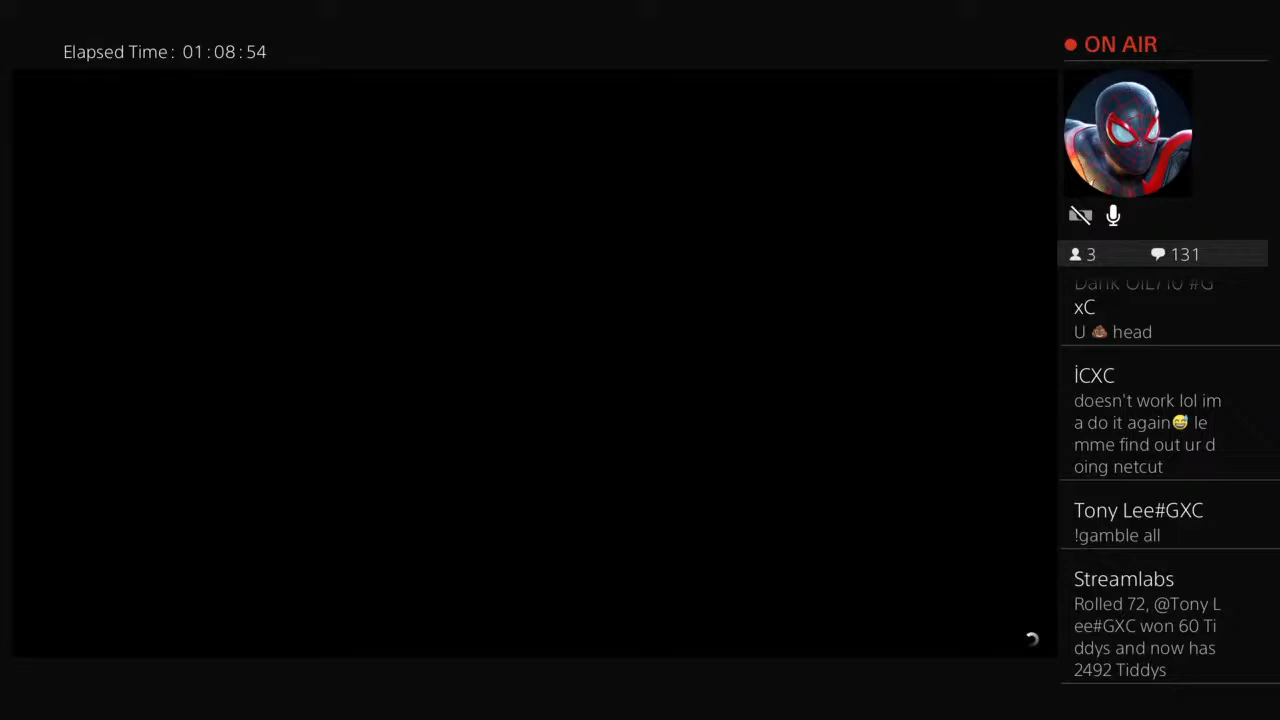 Elapsed Time: 01:08:54
ON AIR
3 131
Dank OIL710 #G
xC
U 💩 head
İCXC
doesn't work lol im
a do it again😅 le
mme find out ur d
oing netcut
Tony Lee#GXC
!gamble all
Streamlabs
Rolled 72, @Tony L
ee#GXC won 60 Ti
ddys and now has
2492 Tiddys